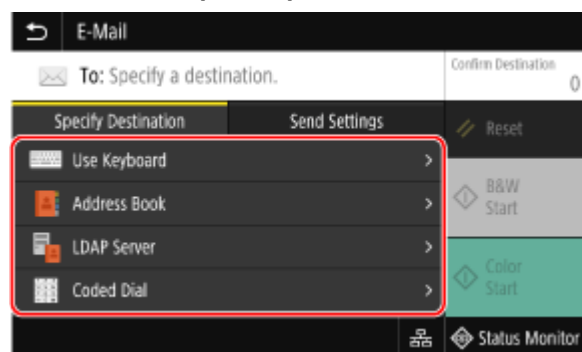 E-Mail
To: Specify a destination.
Confirm Destination
0
Specify Destination
Send Settings
Reset
Use Keyboard
Address Book
B&W
Start
LDAP Server
Color
Start
Coded Dial
Status Monitor